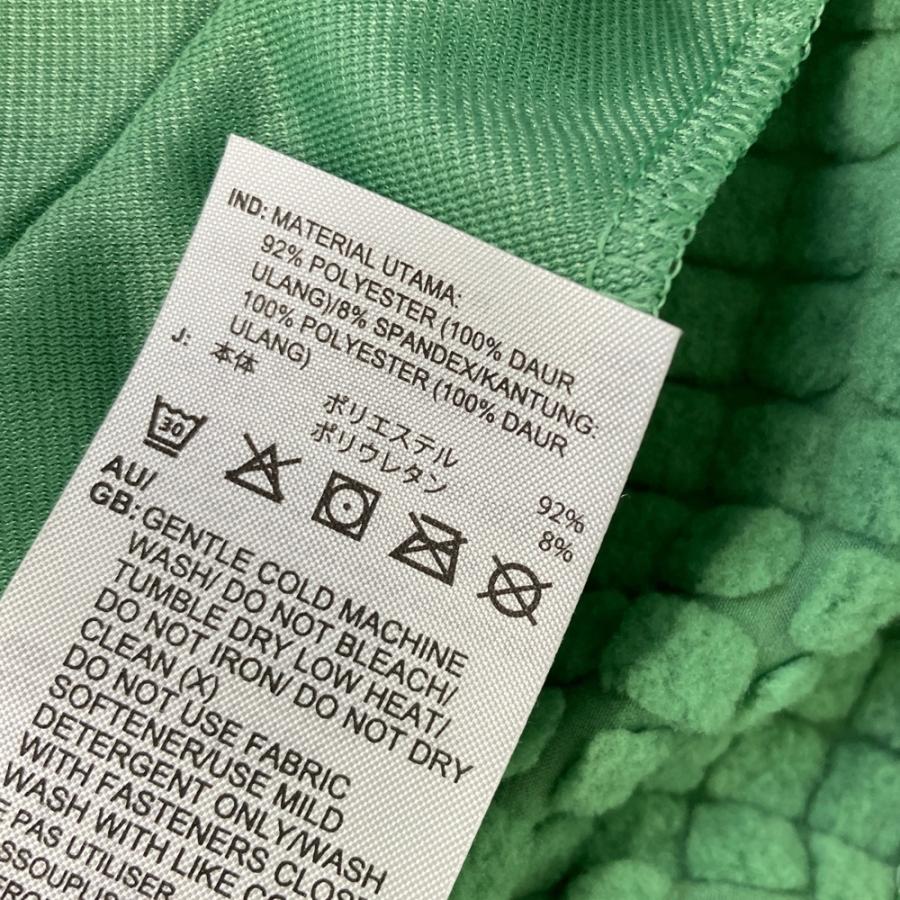 IND: MATERIAL UTAMA:
92% POLYESTER (100% DAUR
ULANG)/8% SPANDEX/KANTUNG:
100% POLYESTER (100% DAUR
ULANG)
J: 本体
ポリエステル 92%
ポリウレタン 8%
30
AU/
GB: GENTLE COLD MACHINE
WASH/ DO NOT BLEACH/
TUMBLE DRY LOW HEAT/
DO NOT IRON/ DO NOT DRY
CLEAN (X)
DO NOT USE FABRIC
SOFTENER/USE MILD
DETERGENT ONLY/WASH
WITH FASTENERS CLOSE
WASH WITH LIKE CO
E PAS UTILISER
SSOUPLIS